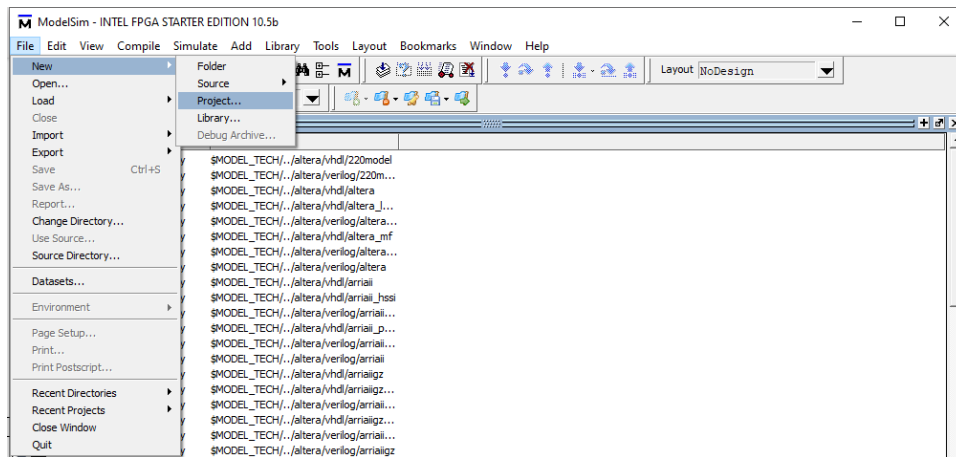 ModelSim - INTEL FPGA STARTER EDITION 10.5b
File Edit View Compile Simulate Add Library Tools Layout Bookmarks Window Help
New
Open...
Load
Close
Import
Export
Save Ctrl+S
Save As...
Report...
Change Directory...
Use Source...
Source Directory...
Datasets...
Environment
Page Setup...
Print...
Print Postscript...
Recent Directories
Recent Projects
Close Window
Quit
Folder
Source
Project...
Library...
Debug Archive...
Layout NoDesign
y $MODEL_TECH/../altera/vhdl/220model
y $MODEL_TECH/../altera/verilog/220m...
y $MODEL_TECH/../altera/vhdl/altera
y $MODEL_TECH/../altera/vhdl/altera_l...
y $MODEL_TECH/../altera/verilog/altera...
y $MODEL_TECH/../altera/vhdl/altera_mf
y $MODEL_TECH/../altera/verilog/altera...
y $MODEL_TECH/../altera/verilog/altera
y $MODEL_TECH/../altera/vhdl/arriaii
y $MODEL_TECH/../altera/vhdl/arriaii_hssi
y $MODEL_TECH/../altera/verilog/arriaii...
y $MODEL_TECH/../altera/vhdl/arriaii_p...
y $MODEL_TECH/../altera/verilog/arriaii...
y $MODEL_TECH/../altera/verilog/arriaii
y $MODEL_TECH/../altera/vhdl/arriaiigz
y $MODEL_TECH/../altera/vhdl/arriaiigz...
y $MODEL_TECH/../altera/verilog/arriaii...
y $MODEL_TECH/../altera/vhdl/arriaiigz...
y $MODEL_TECH/../altera/verilog/arriaii...
y $MODEL_TECH/../altera/verilog/arriaiigz